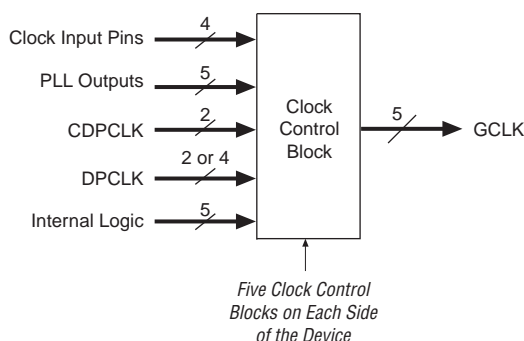 Clock Input Pins
4
PLL Outputs
5
CDPCLK
2
DPCLK
2 or 4
Internal Logic
5
Clock
Control
Block
5
GCLK
Five Clock Control
Blocks on Each Side
of the Device